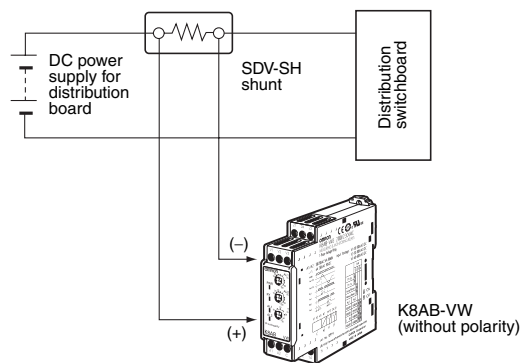 DC power
supply for
distribution
board
SDV-SH
shunt
Distribution
switchboard
(−)
(+)
K8AB-VW
(without polarity)